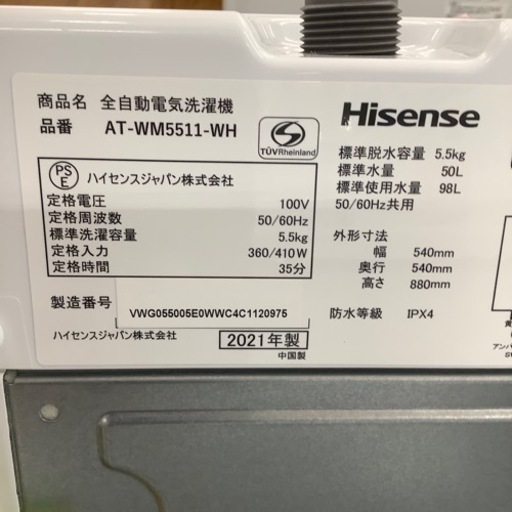 商品名 全自動電気洗濯機
品番 AT-WM5511-WH
TÜVRheinland
PS
E
ハイセンスジャパン株式会社
定格電圧 100V
定格周波数 50/60Hz
標準洗濯容量 5.5kg
定格入力 360/410W
定格時間 35分
製造番号 VWG055005E0WWC4C1120975
ハイセンスジャパン株式会社 2021年製
中国製
Hisense
標準脱水容量 5.5kg
標準水量 50L
標準使用水量 98L
50/60Hz共用
外形寸法
幅 540mm
奥行 540mm
高さ 880mm
防水等級 IPX4